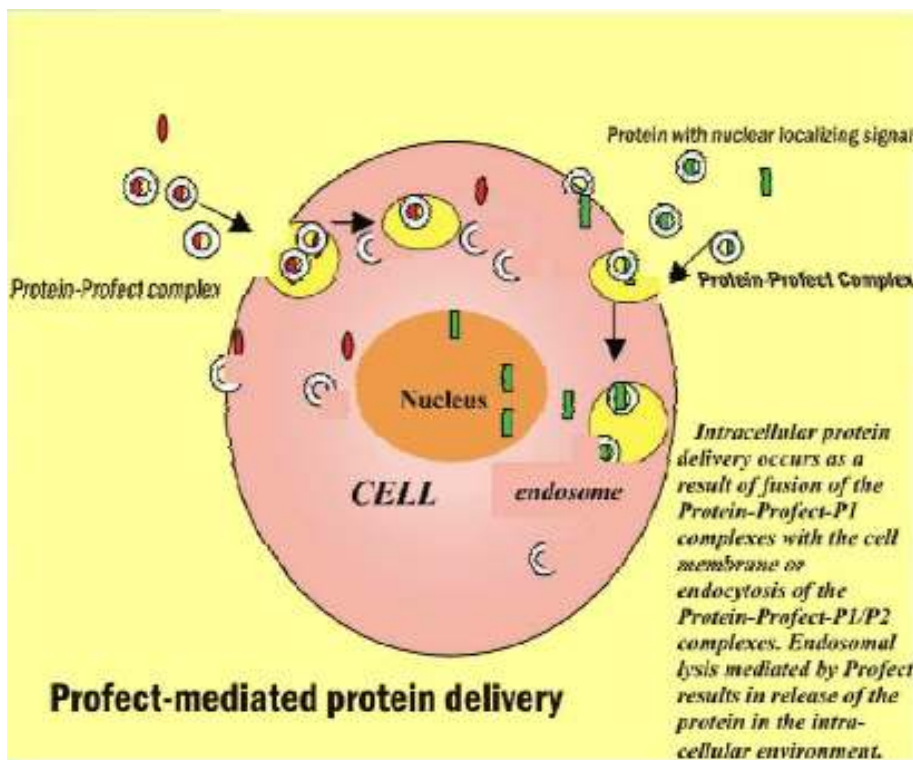 Protein with nuclear localizing signal
Protein-Profect complex
Protein-Profect Complex
Nucleus
CELL
endosome
Intracellular protein
delivery occurs as a
result of fusion of the
Protein-Profect-P1
complexes with the cell
membrane or
endocytosis of the
Protein-Profect-P1/P2
complexes. Endosomal
lysis mediated by Profect
results in release of the
protein in the intra-
cellular environment.
Profect-mediated protein delivery